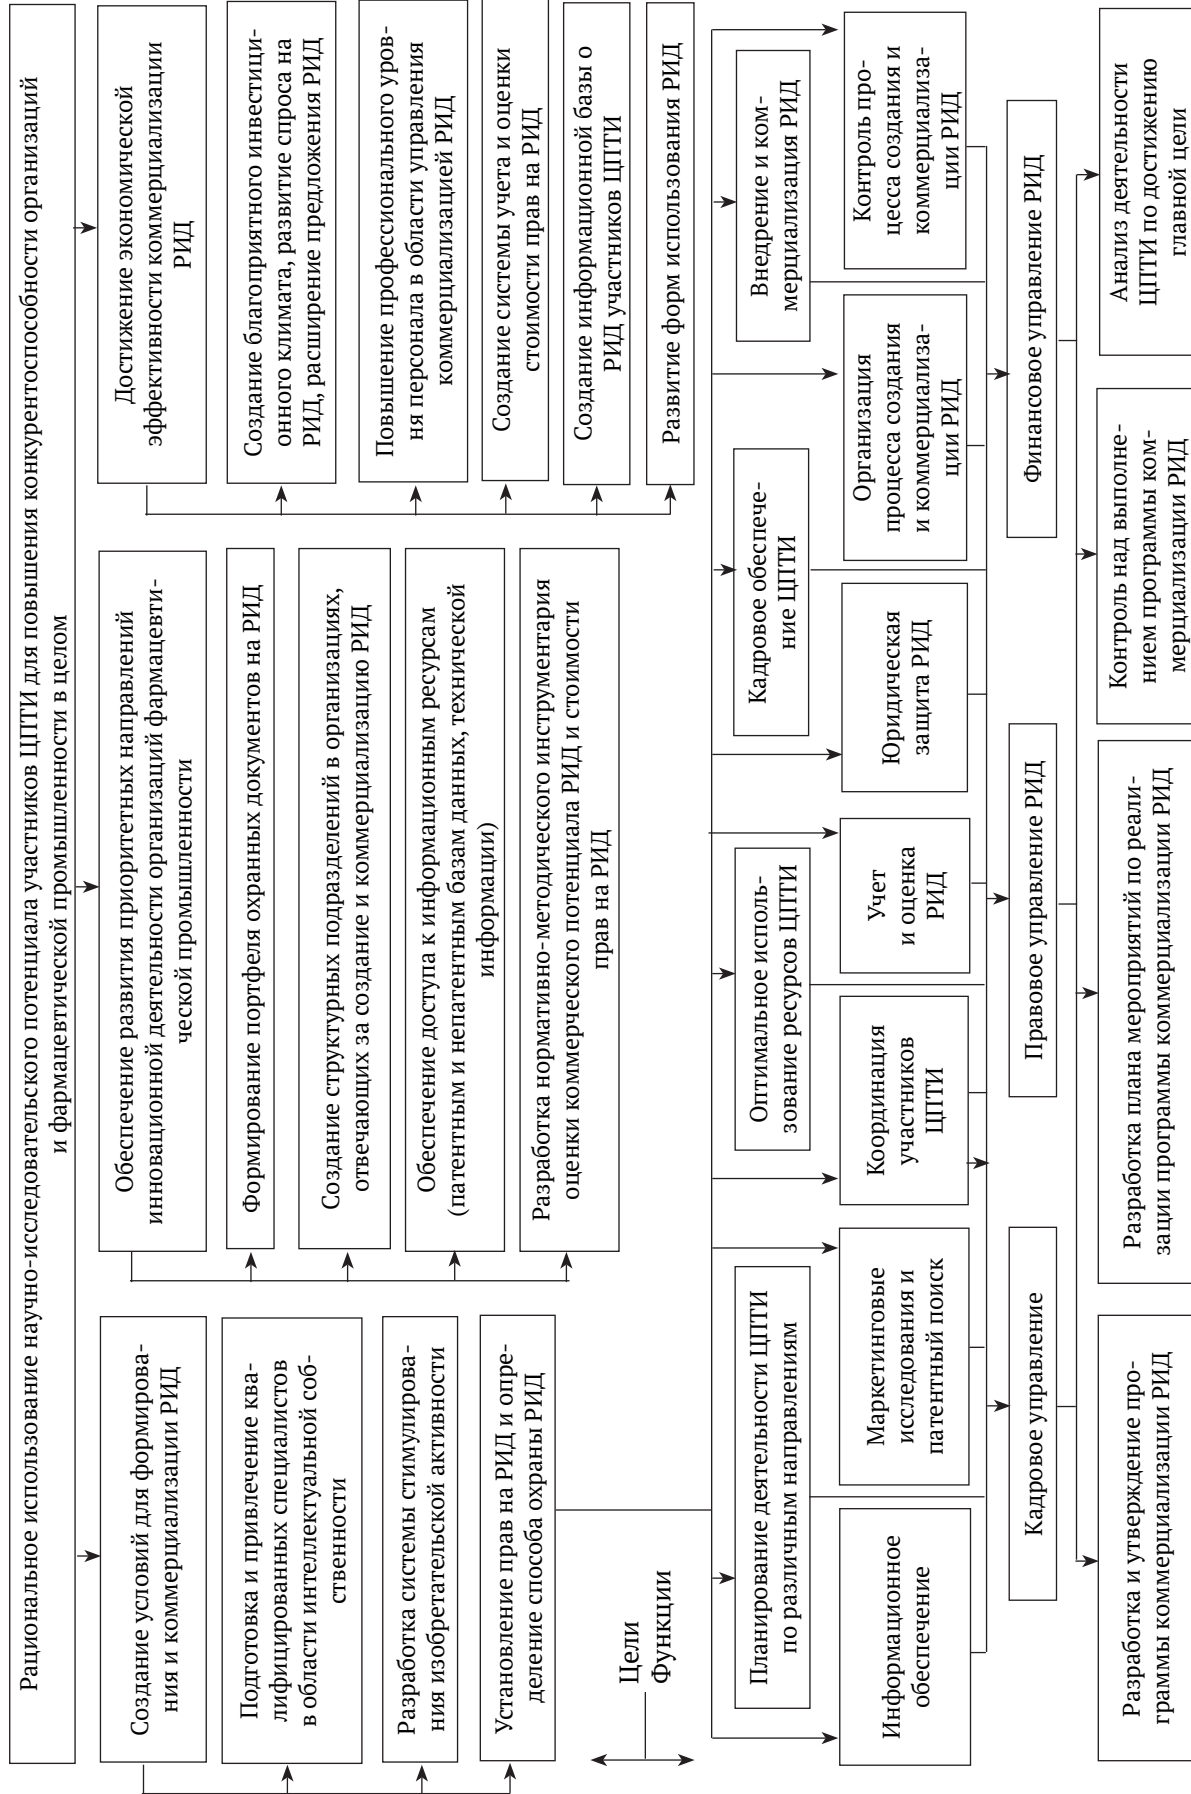 Рациональное использование научно-исследовательского потенциала участников ЦПТИ для повышения конкурентоспособности организаций
и фармацевтической промышленности в целом
Создание условий для формирова-
ния и коммерциализации РИД
Подготовка и привлечение ква-
лифицированных специалистов
в области интеллектуальной соб-
ственности
Разработка системы стимулирова-
ния изобретательской активности
Установление прав на РИД и опре-
деление способа охраны РИД
Обеспечение развития приоритетных направлений
инновационной деятельности организаций фармацевти-
ческой промышленности
Формирование портфеля охранных документов на РИД
Создание структурных подразделений в организациях,
отвечающих за создание и коммерциализацию РИД
Обеспечение доступа к информационным ресурсам
(патентным и непатентным базам данных, технической
информации)
Разработка нормативно-методического инструментария
оценки коммерческого потенциала РИД и стоимости
прав на РИД
Достижение экономической
эффективности коммерциализации
РИД
Создание благоприятного инвестици-
онного климата, развитие спроса на
РИД, расширение предложения РИД
Повышение профессионального уров-
ня персонала в области управления
коммерциализацией РИД
Создание системы учета и оценки
стоимости прав на РИД
Создание информационной базы о
РИД участников ЦПТИ
Развитие форм использования РИД
Цели
Функции
Планирование деятельности ЦПТИ
по различным направлениям
Оптимальное исполь-
зование ресурсов ЦПТИ
Кадровое обеспече-
ние ЦПТИ
Внедрение и ком-
мерциализация РИД
Информационное
обеспечение
Маркетинговые
исследования и
патентный поиск
Координация
участников
ЦПТИ
Учет
и оценка
РИД
Юридическая
защита РИД
Организация
процесса создания
и коммерциализа-
ции РИД
Контроль про-
цесса создания и
коммерциализа-
ции РИД
Кадровое управление
Правовое управление РИД
Финансовое управление РИД
Разработка и утверждение про-
граммы коммерциализации РИД
Разработка плана мероприятий по реали-
зации программы коммерциализации РИД
Контроль над выполне-
нием программы ком-
мерциализации РИД
Анализ деятельности
ЦПТИ по достижению
главной цели